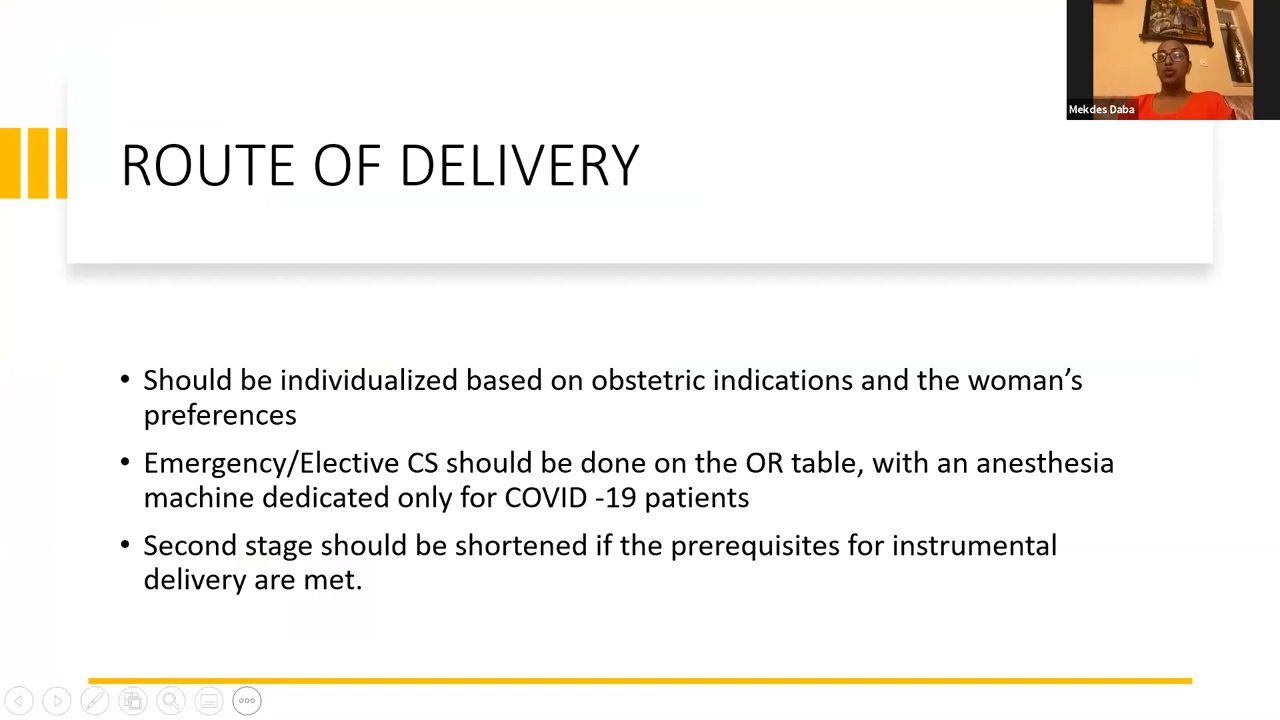 Mekdes Daba
ROUTE OF DELIVERY
• Should be individualized based on obstetric indications and the woman’s
preferences
• Emergency/Elective CS should be done on the OR table, with an anesthesia
machine dedicated only for COVID -19 patients
• Second stage should be shortened if the prerequisites for instrumental
delivery are met.